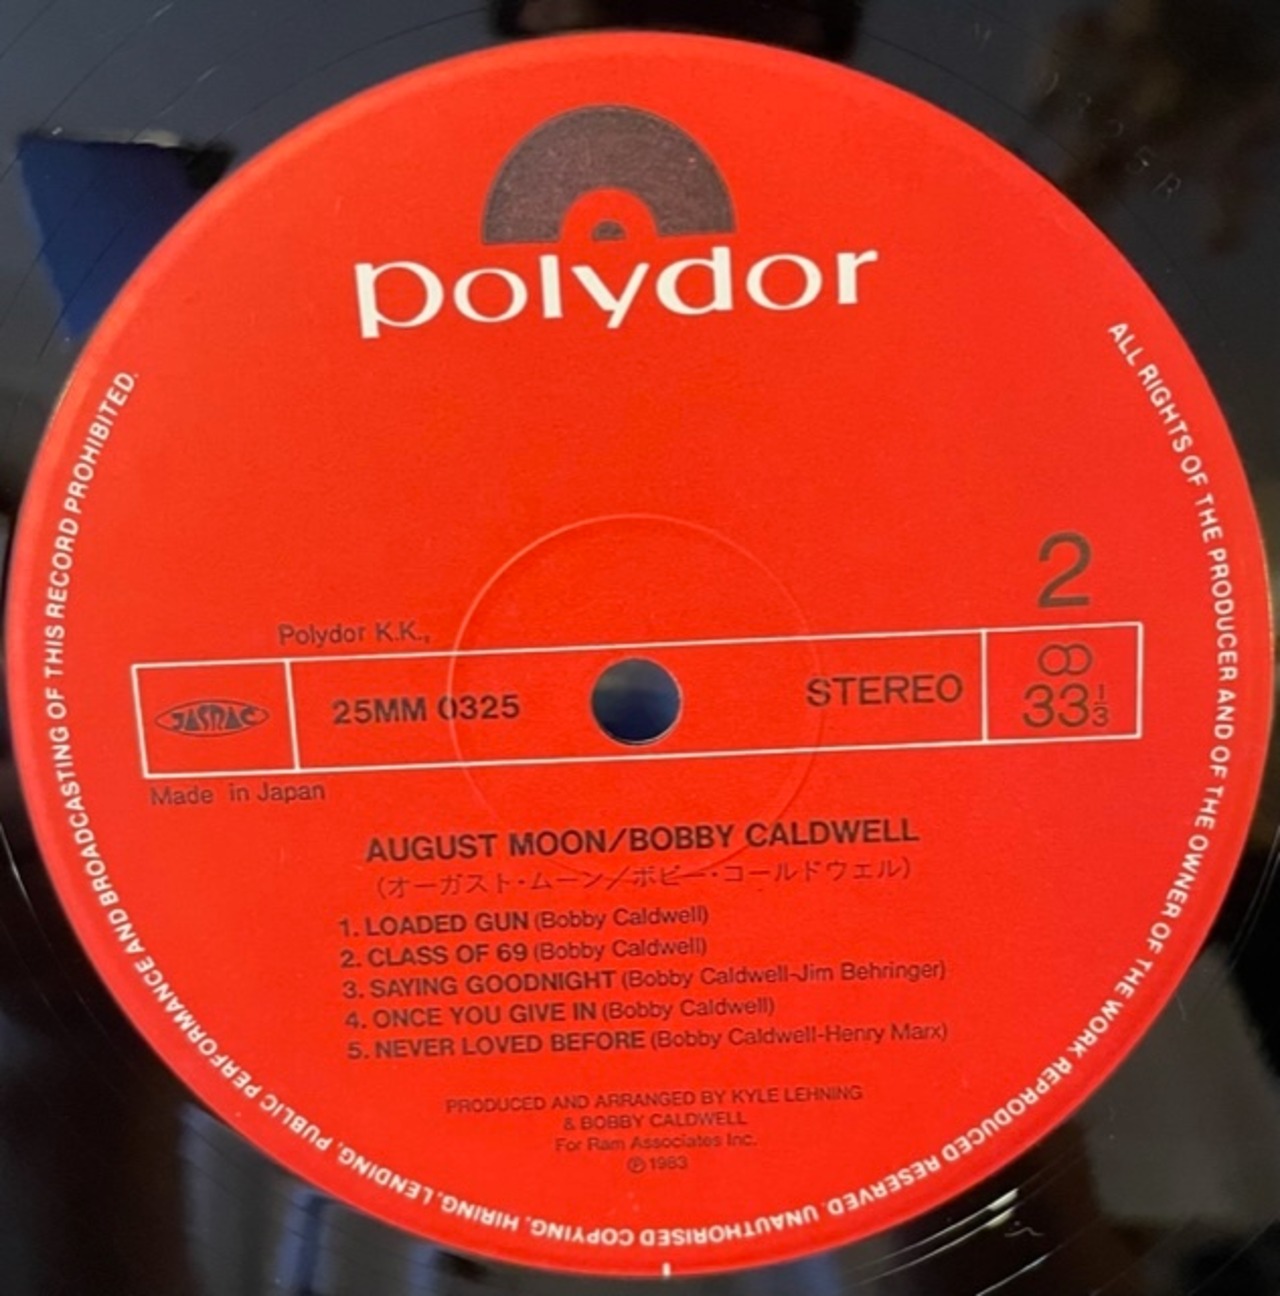 polydor
ALL RIGHTS OF THE PRODUCER AND OF THE OWNER OF THE WORK REPRODUCED RESERVED. UNAUTHORISED COPYING, HIRING, LENDING, PUBLIC PERFORMANCE AND BROADCASTING OF THIS RECORD PROHIBITED.
2
Polydor K.K.,
JASRAC
25MM 0325
STEREO
33 1/3
Made in Japan
AUGUST MOON/BOBBY CALDWELL
(オーガスト・ムーン/ボビー・コールドウェル)
1. LOADED GUN (Bobby Caldwell)
2. CLASS OF 69 (Bobby Caldwell)
3. SAYING GOODNIGHT (Bobby Caldwell-Jim Behringer)
4. ONCE YOU GIVE IN (Bobby Caldwell)
5. NEVER LOVED BEFORE (Bobby Caldwell-Henry Marx)
PRODUCED AND ARRANGED BY KYLE LEHNING
& BOBBY CALDWELL
For Ram Associates Inc.
℗1983